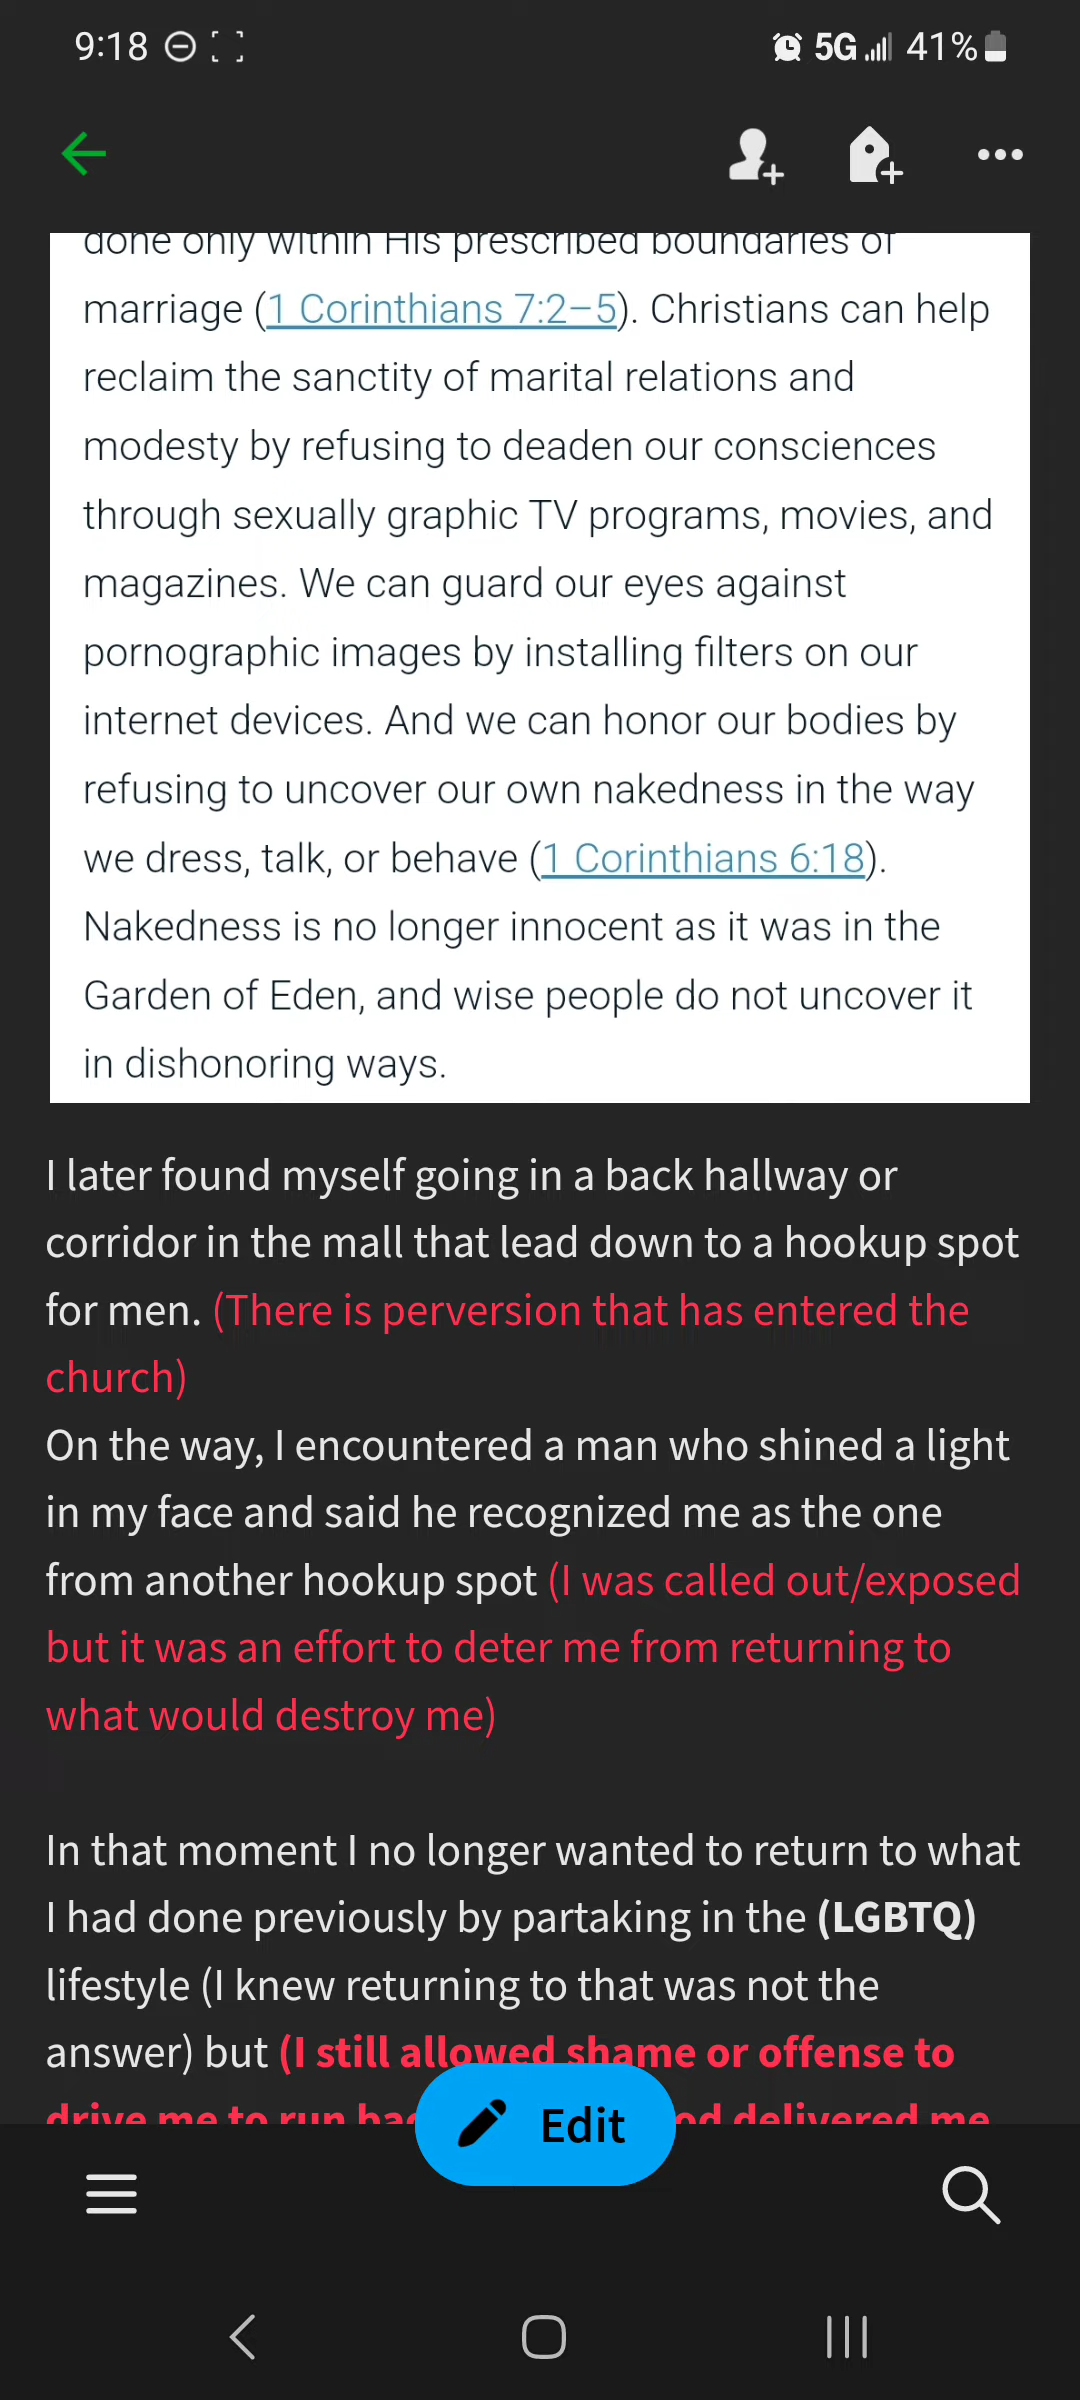 9:18
5G 41%
done only within His prescribed boundaries of
marriage (1 Corinthians 7:2–5). Christians can help
reclaim the sanctity of marital relations and
modesty by refusing to deaden our consciences
through sexually graphic TV programs, movies, and
magazines. We can guard our eyes against
pornographic images by installing filters on our
internet devices. And we can honor our bodies by
refusing to uncover our own nakedness in the way
we dress, talk, or behave (1 Corinthians 6:18).
Nakedness is no longer innocent as it was in the
Garden of Eden, and wise people do not uncover it
in dishonoring ways.
I later found myself going in a back hallway or
corridor in the mall that lead down to a hookup spot
for men. (There is perversion that has entered the
church)
On the way, I encountered a man who shined a light
in my face and said he recognized me as the one
from another hookup spot (I was called out/exposed
but it was an effort to deter me from returning to
what would destroy me)
In that moment I no longer wanted to return to what
I had done previously by partaking in the (LGBTQ)
lifestyle (I knew returning to that was not the
answer) but (I still allowed shame or offense to
drive me to run delivered me
Edit